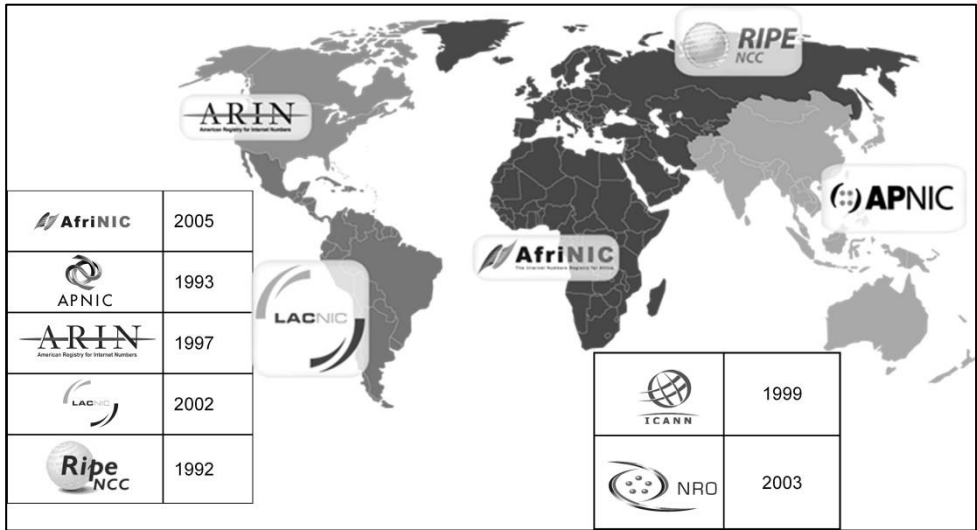 RIPE
NCC
ARIN
American Registry for Internet Numbers
APNIC
AfriNIC
The Internet Numbers Registry for Africa
LACNIC
AfriNIC 2005
APNIC 1993
ARIN 1997
American Registry for Internet Numbers
LACNIC 2002
Ripe
NCC 1992
ICANN 1999
NRO 2003